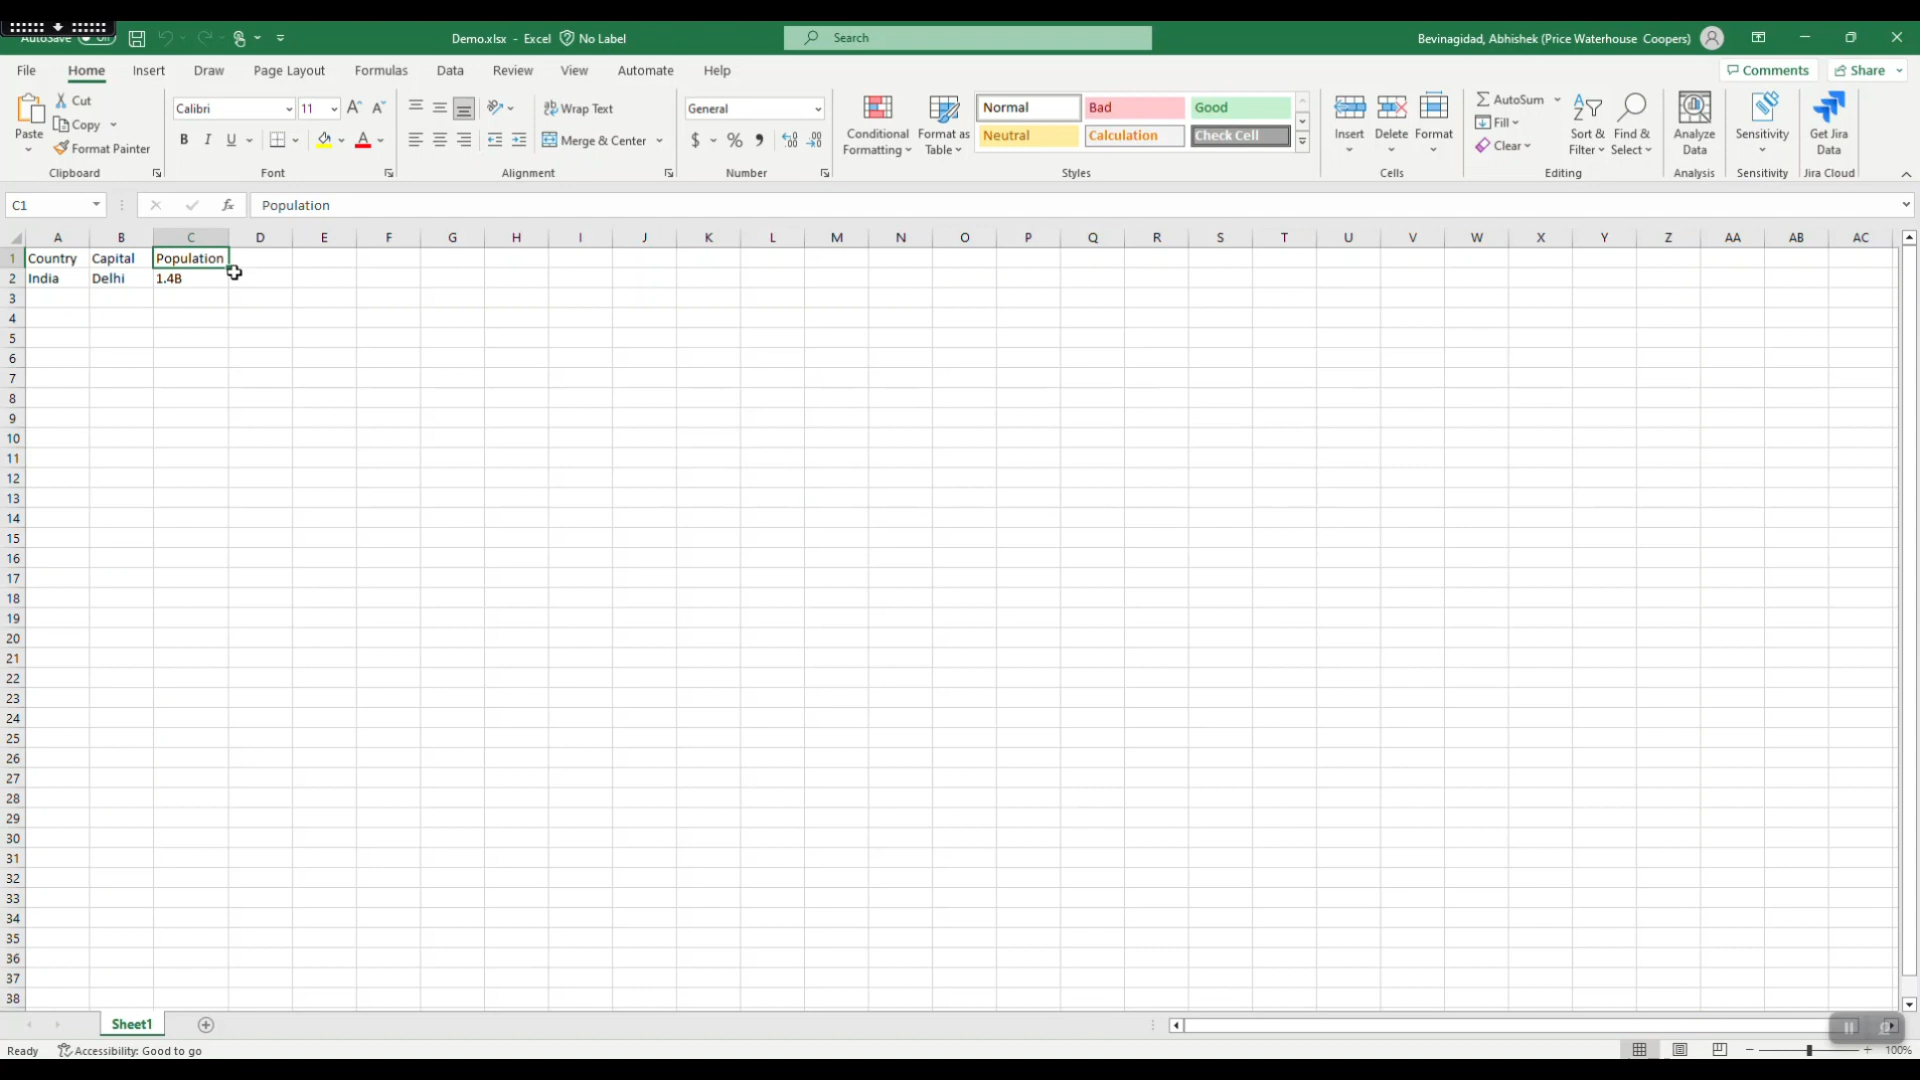 AutoSave Off Demo.xlsx - Excel No Label Search Bevinagidad, Abhishek (Price Waterhouse Coopers)
File Home Insert Draw Page Layout Formulas Data Review View Automate Help Comments Share
Paste
Cut
Copy
Format Painter
Clipboard
Calibri 11
B I U
Font
Wrap Text
Merge & Center
Alignment
General
$ % ,
Number
Conditional Formatting
Format as Table
Normal Bad Good
Neutral Calculation Check Cell
Styles
Insert Delete Format
Cells
AutoSum
Fill
Clear
Sort & Filter
Find & Select
Editing
Analyze Data
Analysis
Sensitivity
Sensitivity
Get Jira Data
Jira Cloud
C1 fx Population
A B C D E F G H I J K L M N O P Q R S T U V W X Y Z AA AB AC
1 Country Capital Population
2 India Delhi 1.4B
3
4
5
6
7
8
9
10
11
12
13
14
15
16
17
18
19
20
21
22
23
24
25
26
27
28
29
30
31
32
33
34
35
36
37
38
Sheet1
Ready Accessibility: Good to go 100%